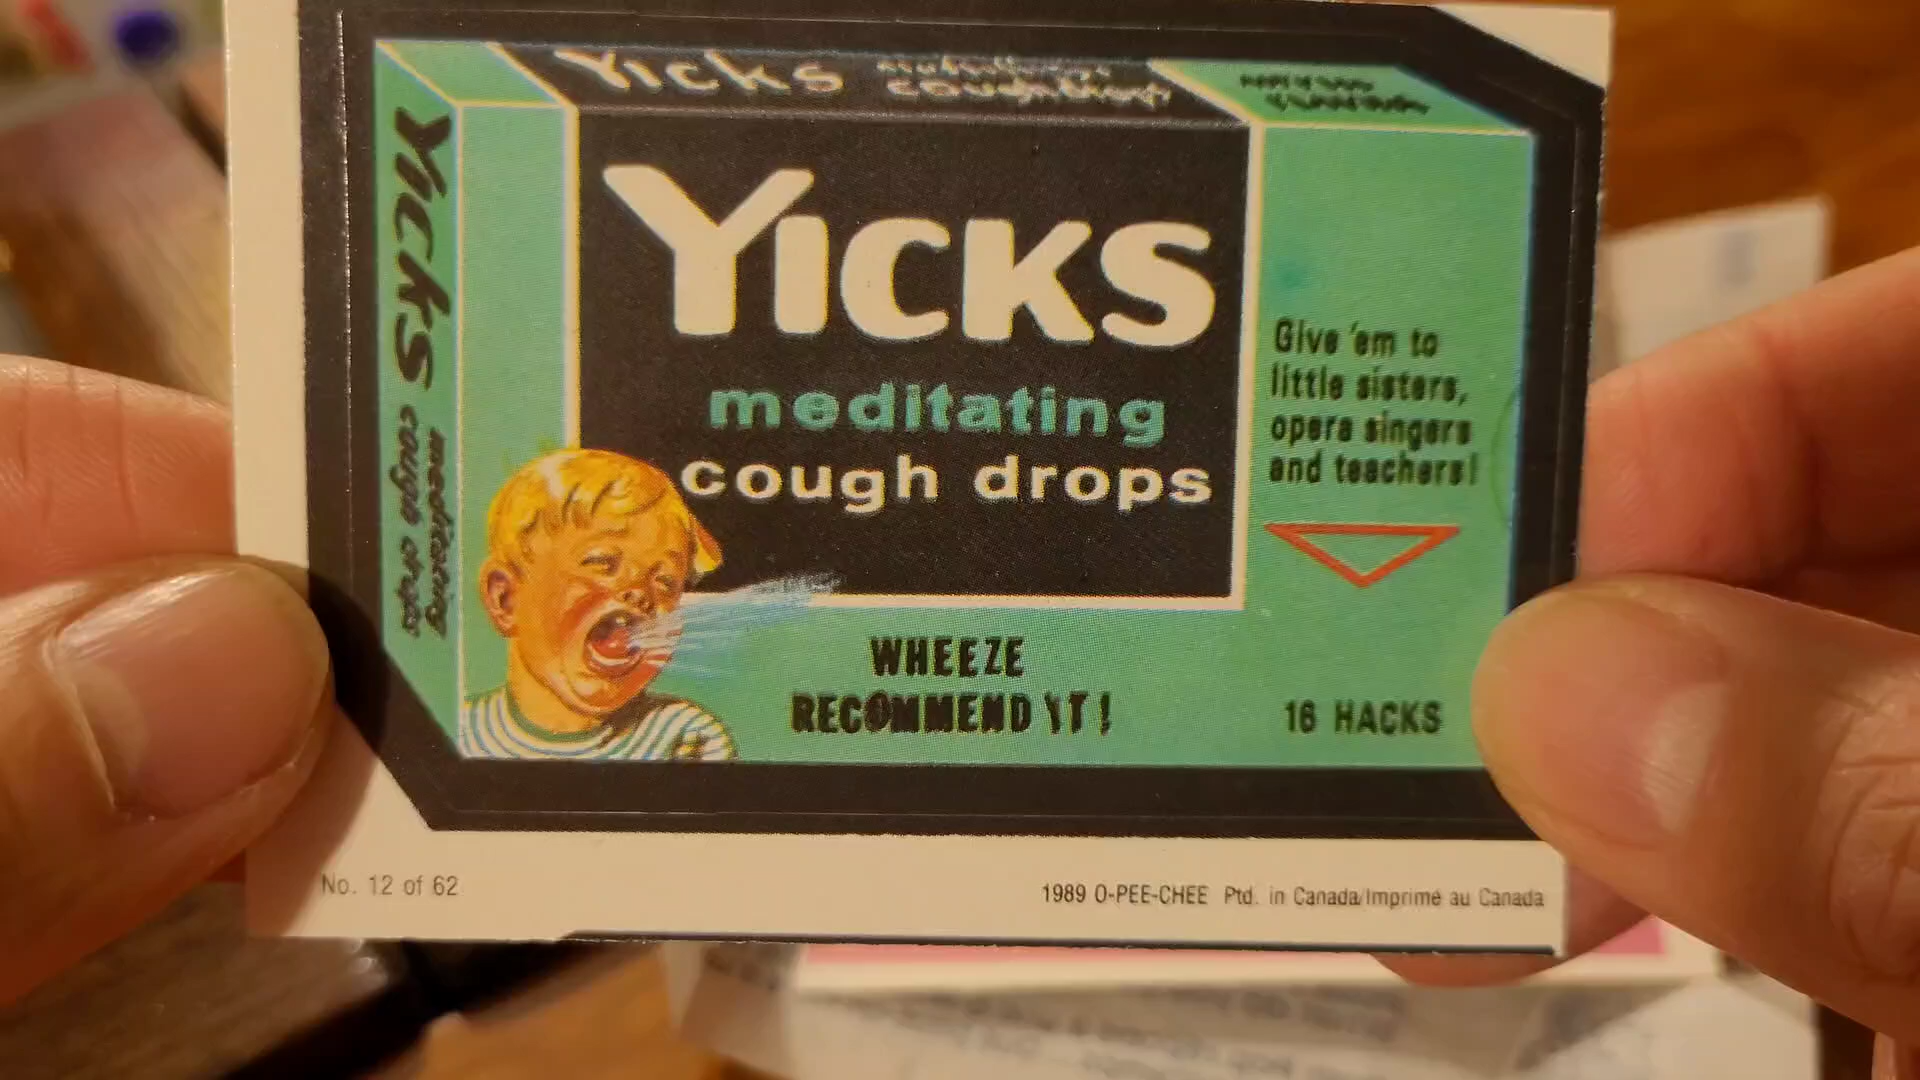 Yicks
YICKS
meditating
cough drops
Yicks meditating
cough drops
Give 'em to
little sisters,
opera singers
and teachers!
WHEEZE
RECOMMEND IT!
16 HACKS
No. 12 of 62
1989 O-PEE-CHEE Ptd. in Canada/Imprimé au Canada